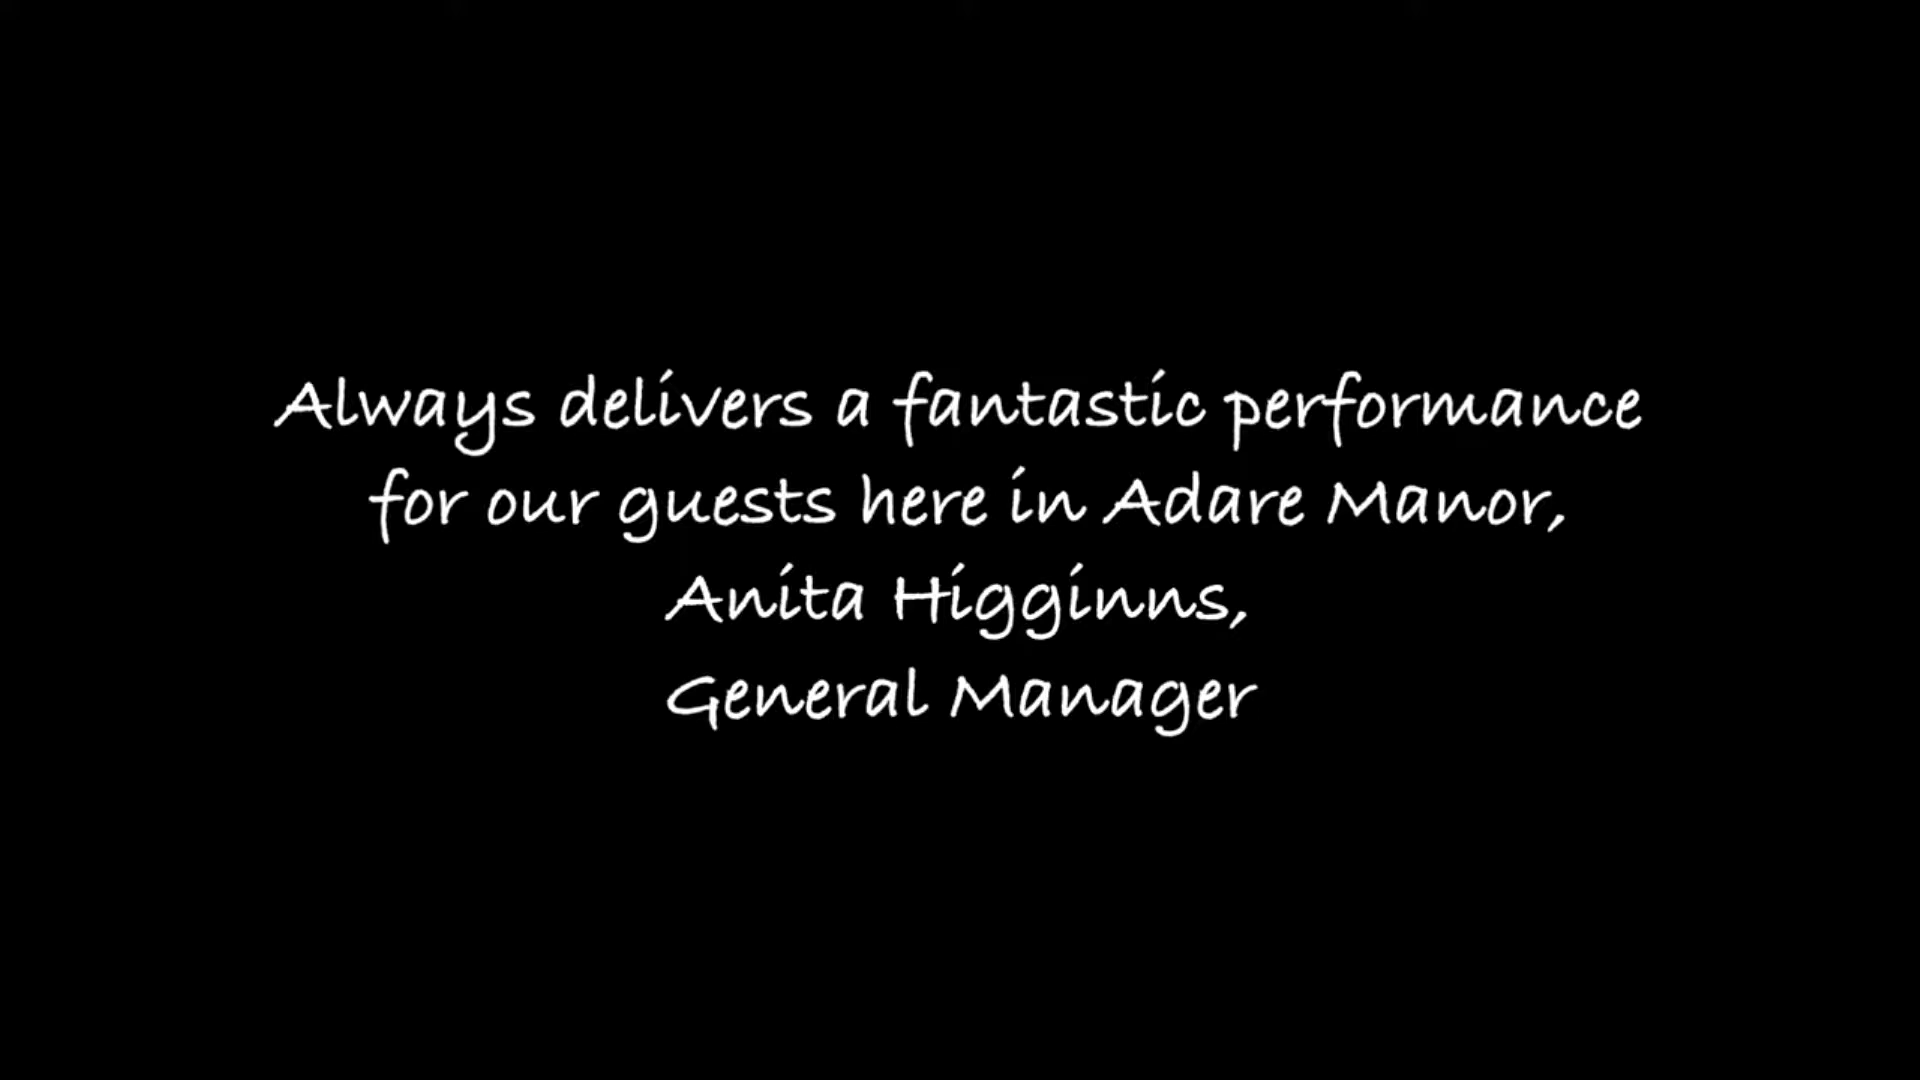 Always delivers a fantastic performance
for our guests here in Adare Manor,
Anita Higginns,
General Manager